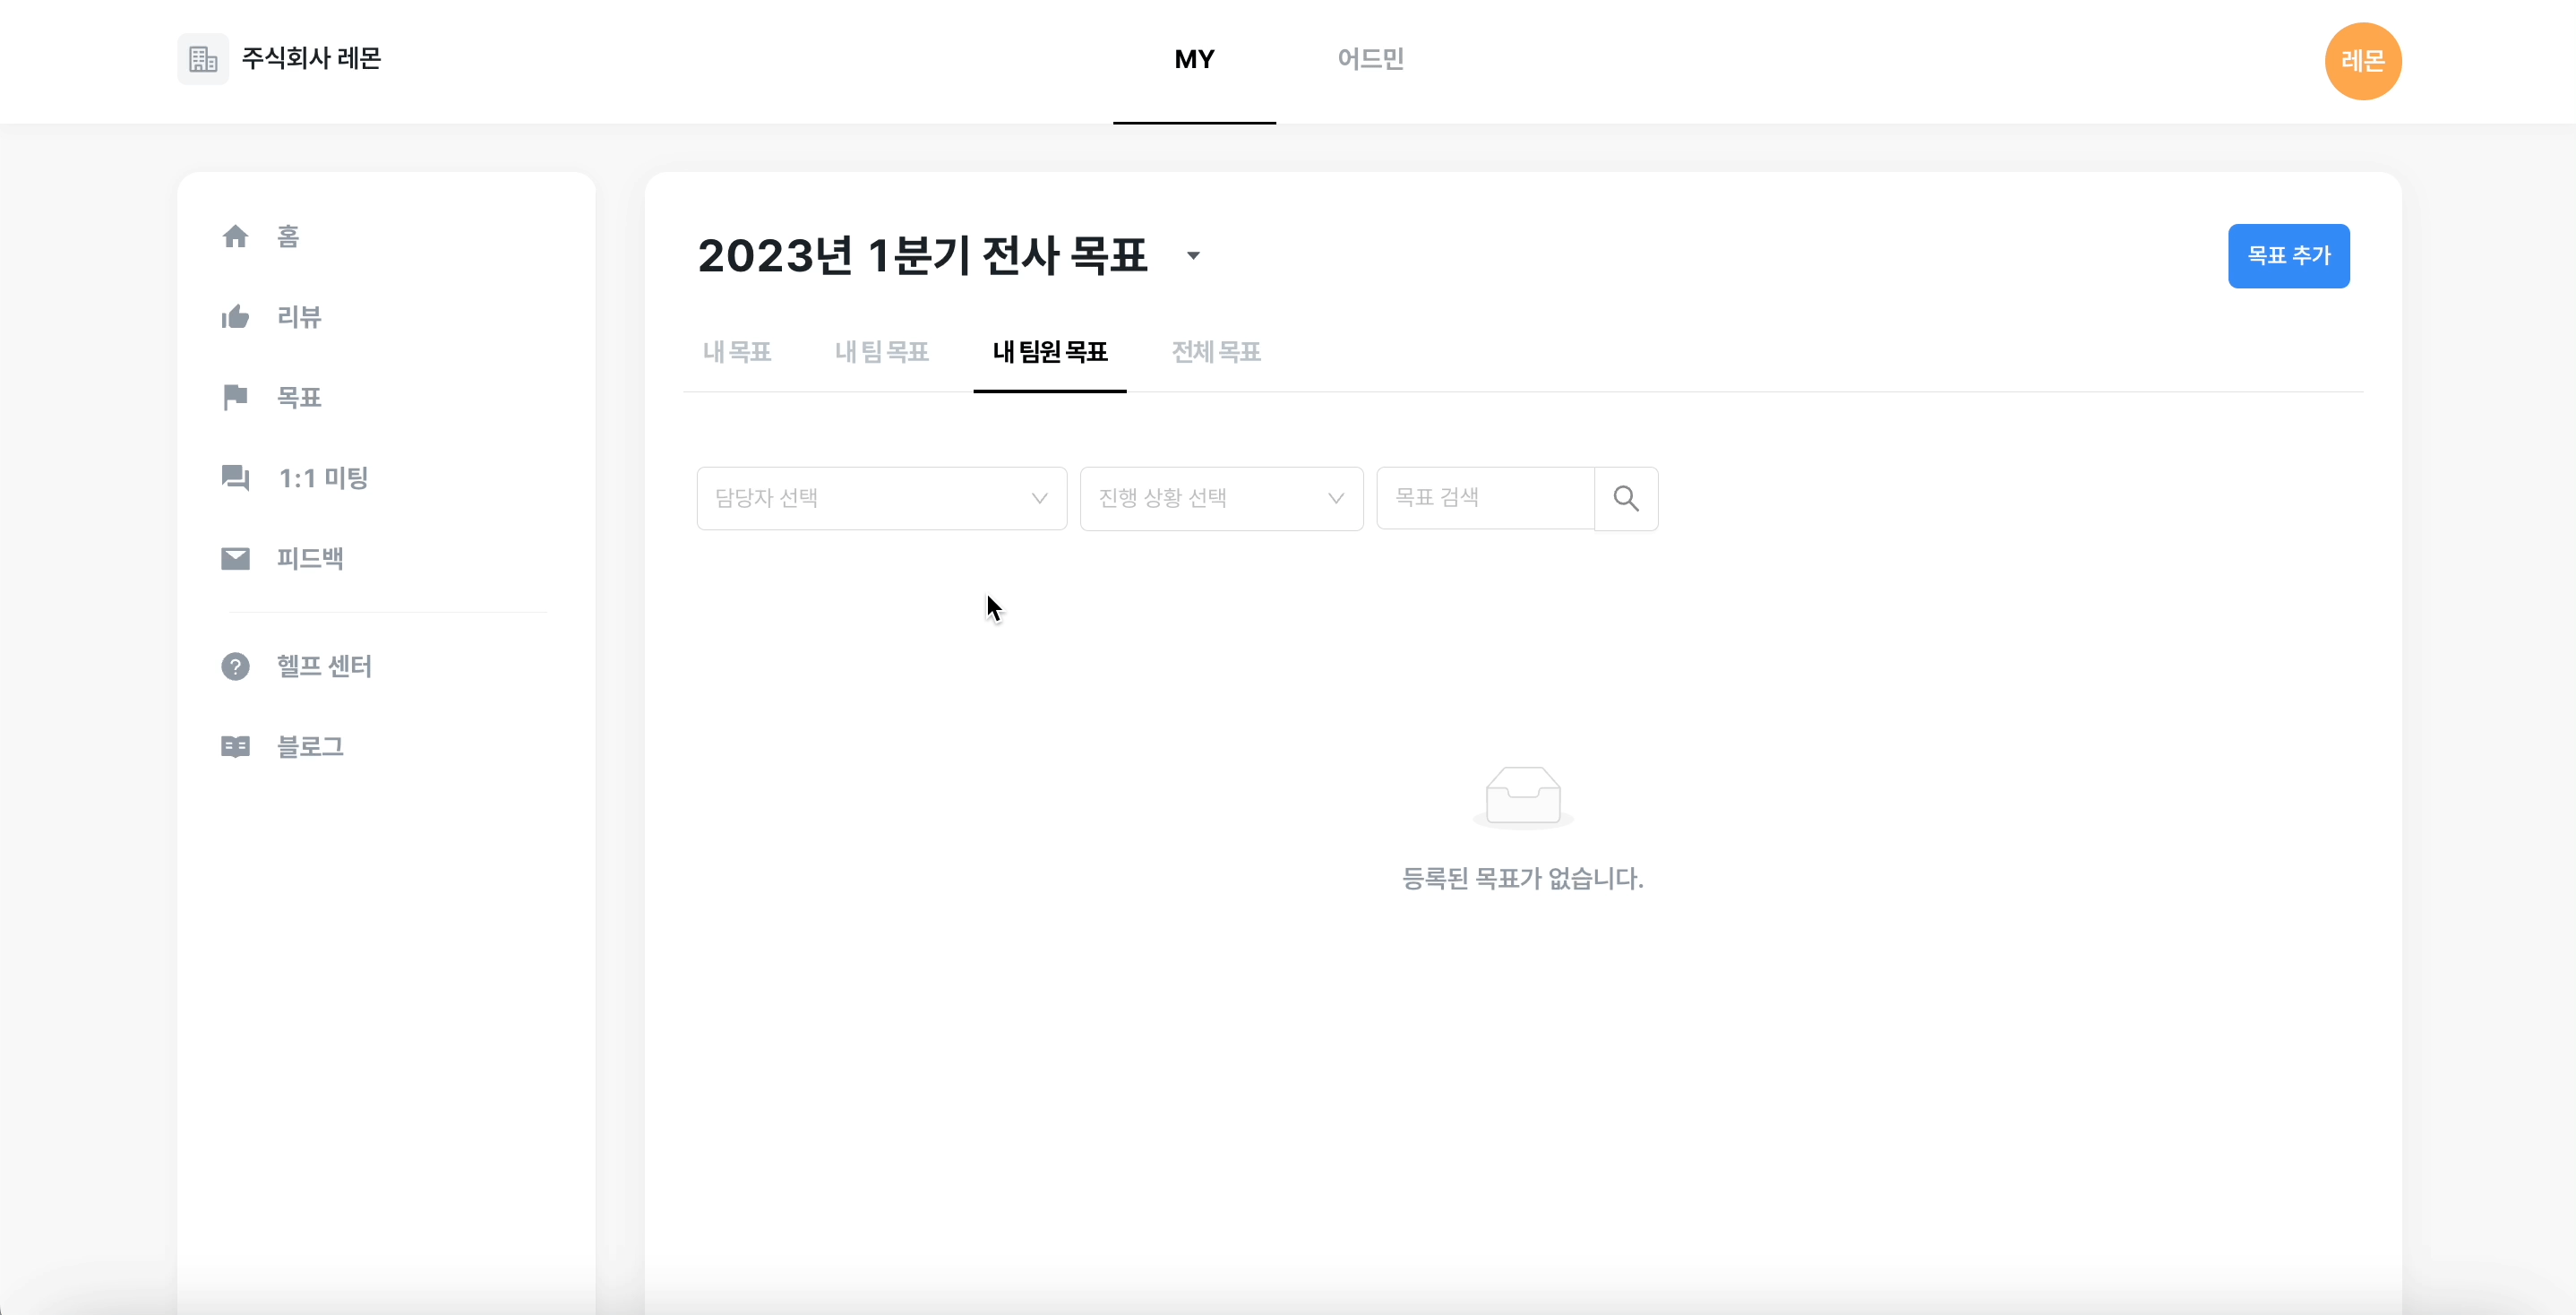 주식회사 레몬
MY
어드민
레몬
홈
리뷰
목표
1:1 미팅
피드백
헬프 센터
블로그
2023년 1분기 전사 목표
목표 추가
내 목표
내 팀 목표
내 팀원 목표
전체 목표
담당자 선택
진행 상황 선택
목표 검색
등록된 목표가 없습니다.